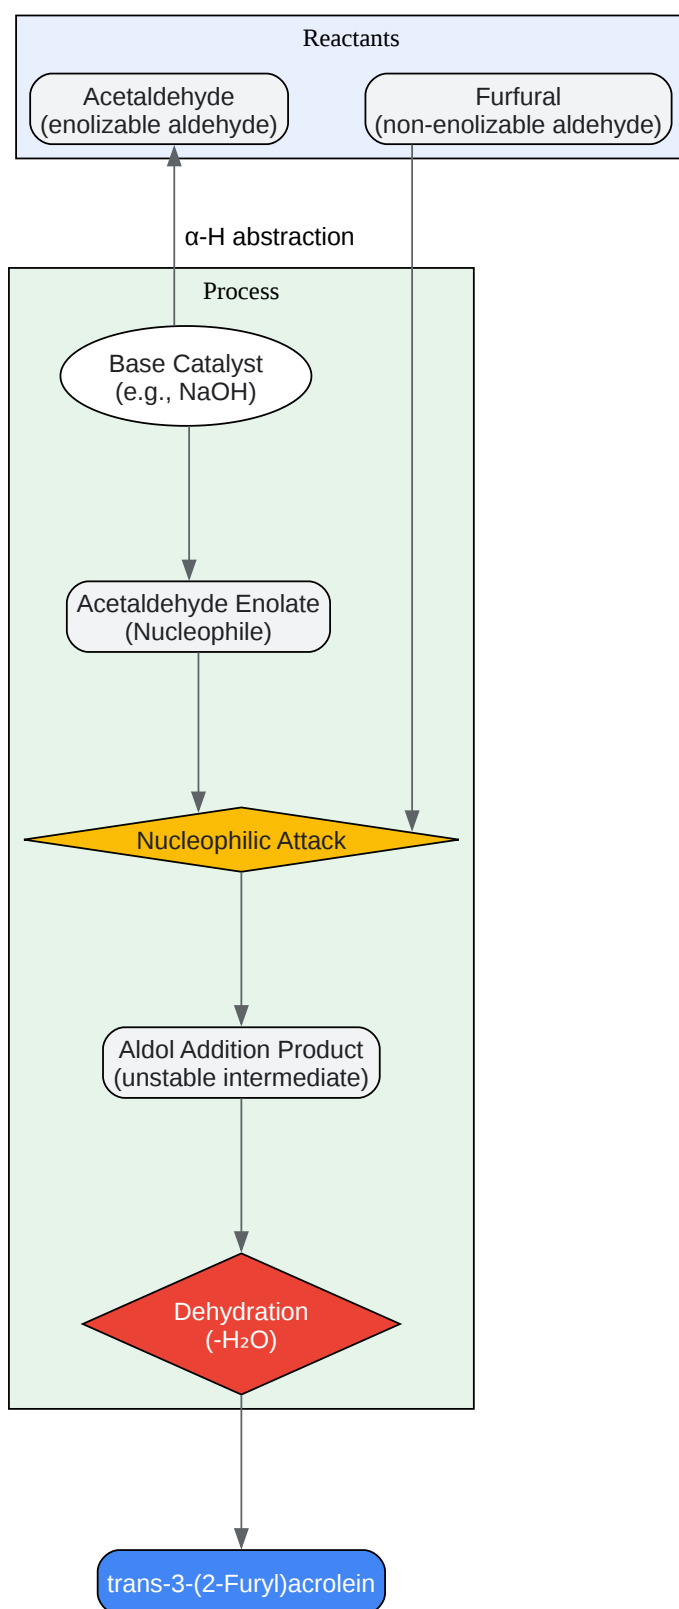 Reactants
Acetaldehyde
(enolizable aldehyde)
Furfural
(non-enolizable aldehyde)
α-H abstraction
Process
Base Catalyst
(e.g., NaOH)
Acetaldehyde Enolate
(Nucleophile)
Nucleophilic Attack
Aldol Addition Product
(unstable intermediate)
Dehydration
(-H₂O)
trans-3-(2-Furyl)acrolein